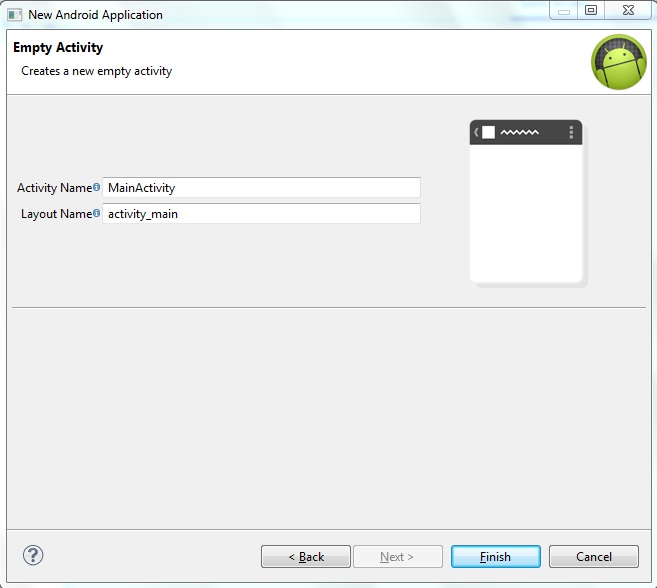 New Android Application
Empty Activity
Creates a new empty activity
Activity Name MainActivity
Layout Name activity_main
< Back Next > Finish Cancel